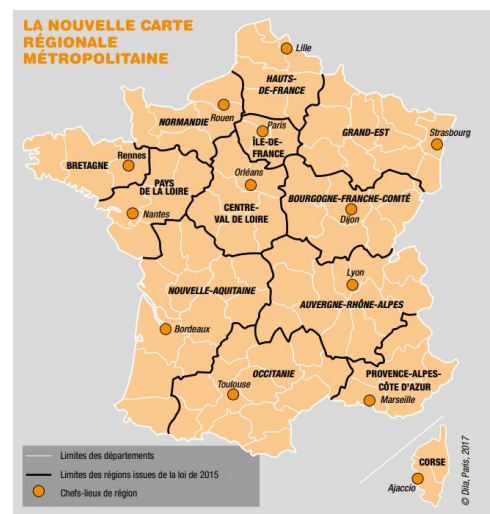 LA NOUVELLE CARTE
RÉGIONALE
MÉTROPOLITAINE
Lille
HAUTS-
DE-FRANCE
NORMANDIE
Rouen
Paris
ÎLE-DE-
FRANCE
GRAND-EST
Strasbourg
Rennes
BRETAGNE
PAYS
DE LA LOIRE
Nantes
Orléans
CENTRE-
VAL DE LOIRE
BOURGOGNE-FRANCHE-COMTÉ
Dijon
NOUVELLE-AQUITAINE
Lyon
AUVERGNE-RHÔNE-ALPES
Bordeaux
OCCITANIE
Toulouse
PROVENCE-ALPES-
CÔTE D'AZUR
Marseille
CORSE
Ajaccio
Limites des départements
Limites des régions issues de la loi de 2015
Chefs-lieux de région
© Dila, Paris, 2017